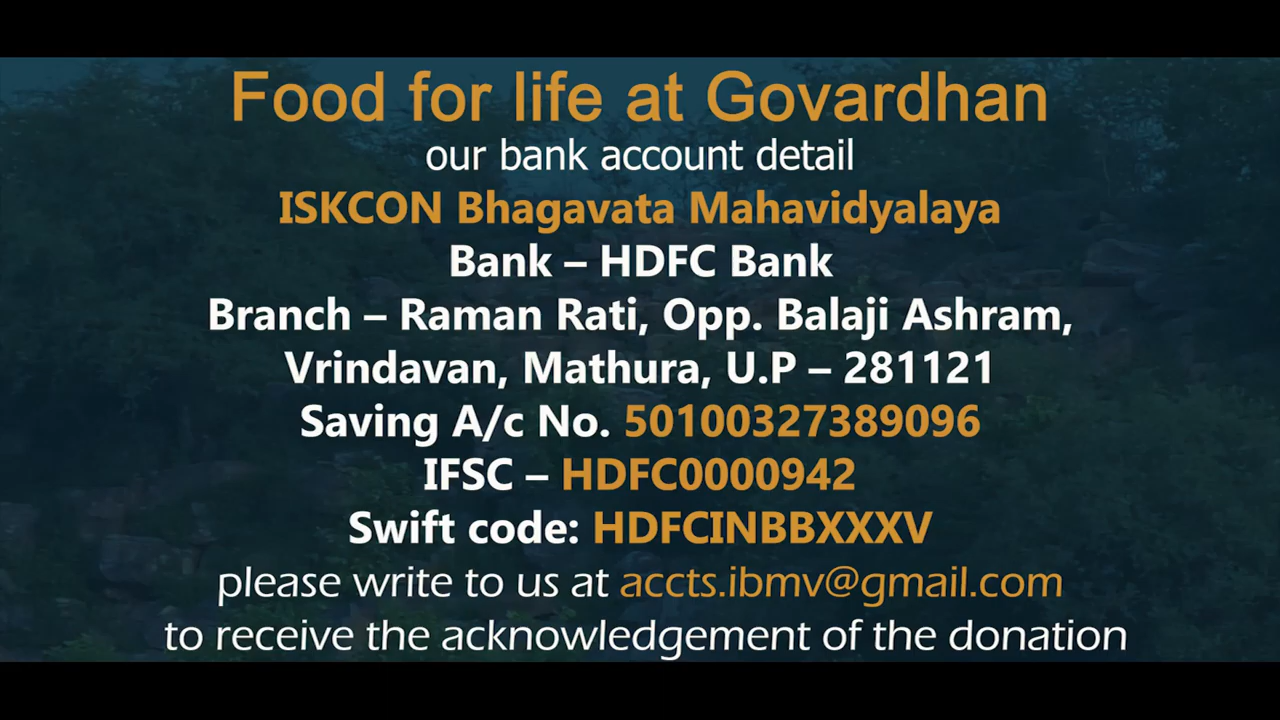 Food for life at Govardhan
our bank account detail
ISKCON Bhagavata Mahavidyalaya
Bank – HDFC Bank
Branch – Raman Rati, Opp. Balaji Ashram,
Vrindavan, Mathura, U.P – 281121
Saving A/c No. 50100327389096
IFSC – HDFC0000942
Swift code: HDFCINBBXXXV
please write to us at accts.ibmv@gmail.com
to receive the acknowledgement of the donation